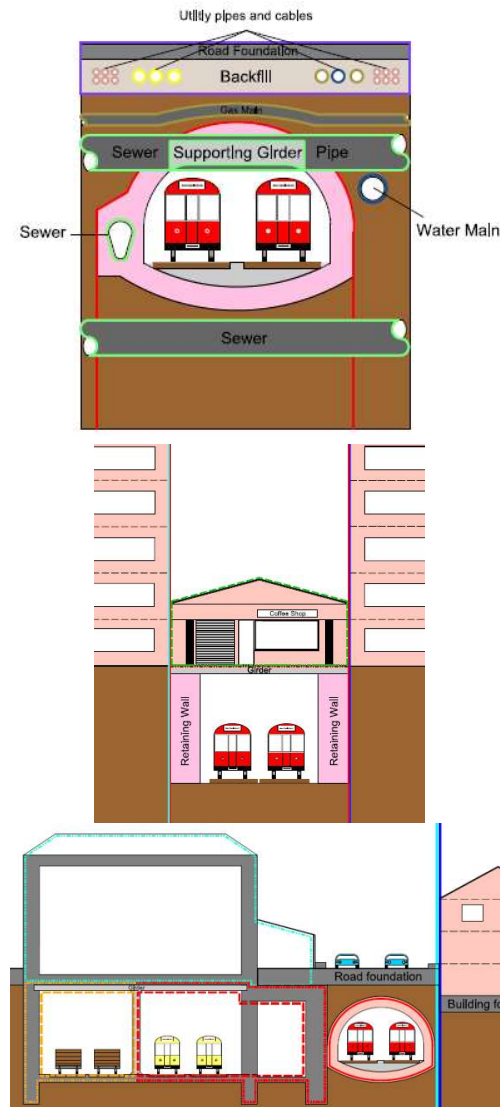 Utility pipes and cables
Road Foundation
Backfill
Gas Main
Sewer Supporting Girder Pipe
Sewer
Water Main
Sewer
Coffee Shop
Girder
Retaining Wall
Retaining Wall
Road foundation
Girder
Building fo